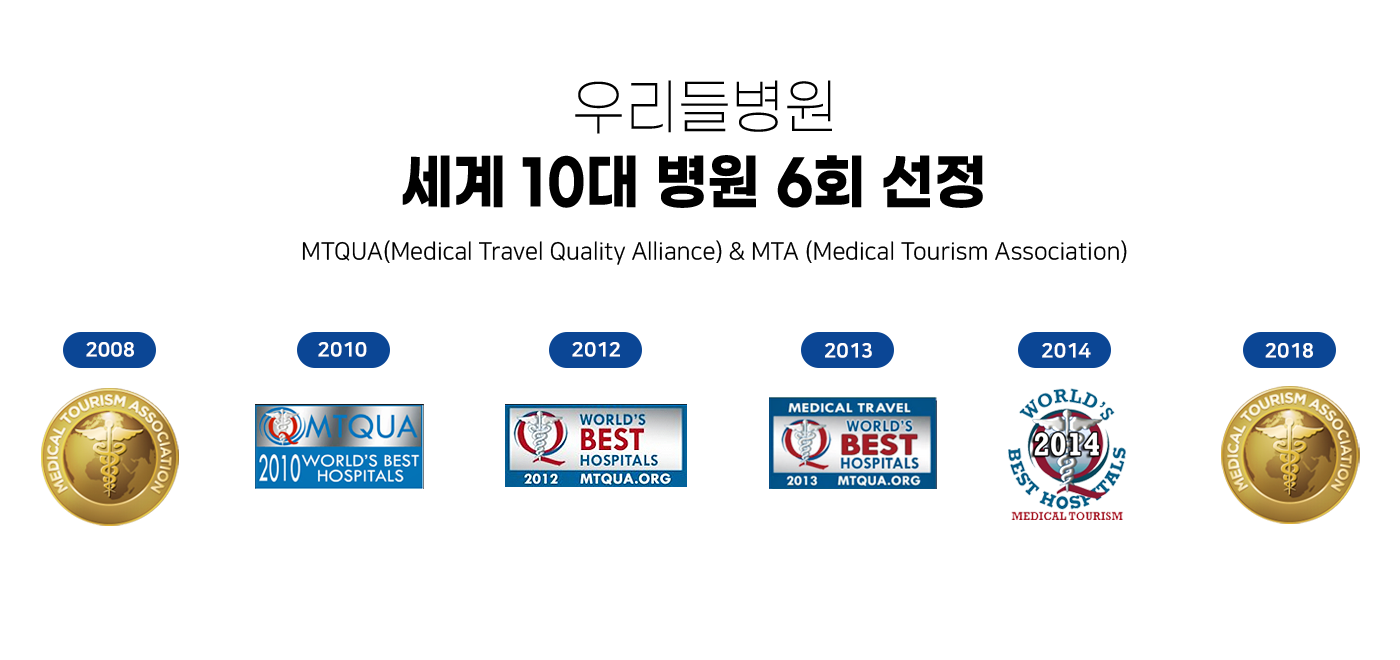 우리들병원
세계 10대 병원 6회 선정
MTQUA(Medical Travel Quality Alliance) & MTA (Medical Tourism Association)
2008
2010
2012
2013
2014
2018
MEDICAL TOURISM ASSOCIATION
MTQUA
2010 WORLD'S BEST
HOSPITALS
WORLD'S
BEST
HOSPITALS
2012 MTQUA.ORG
MEDICAL TRAVEL
WORLD'S
BEST
HOSPITALS
2013 MTQUA.ORG
WORLD'S
2014
BEST HOSPITALS
MEDICAL TOURISM
MEDICAL TOURISM ASSOCIATION